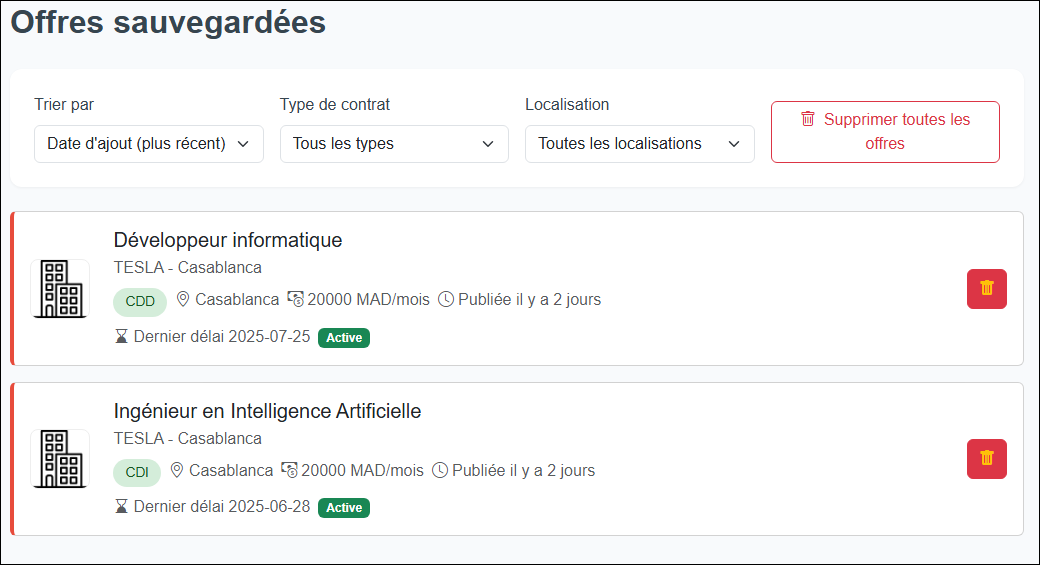 Offres sauvegardées
Trier par
Type de contrat
Localisation
Date d'ajout (plus récent)
Tous les types
Toutes les localisations
Supprimer toutes les
offres
Développeur informatique
TESLA - Casablanca
CDD Casablanca 20000 MAD/mois Publiée il y a 2 jours
Dernier délai 2025-07-25 Active
Ingénieur en Intelligence Artificielle
TESLA - Casablanca
CDI Casablanca 20000 MAD/mois Publiée il y a 2 jours
Dernier délai 2025-06-28 Active